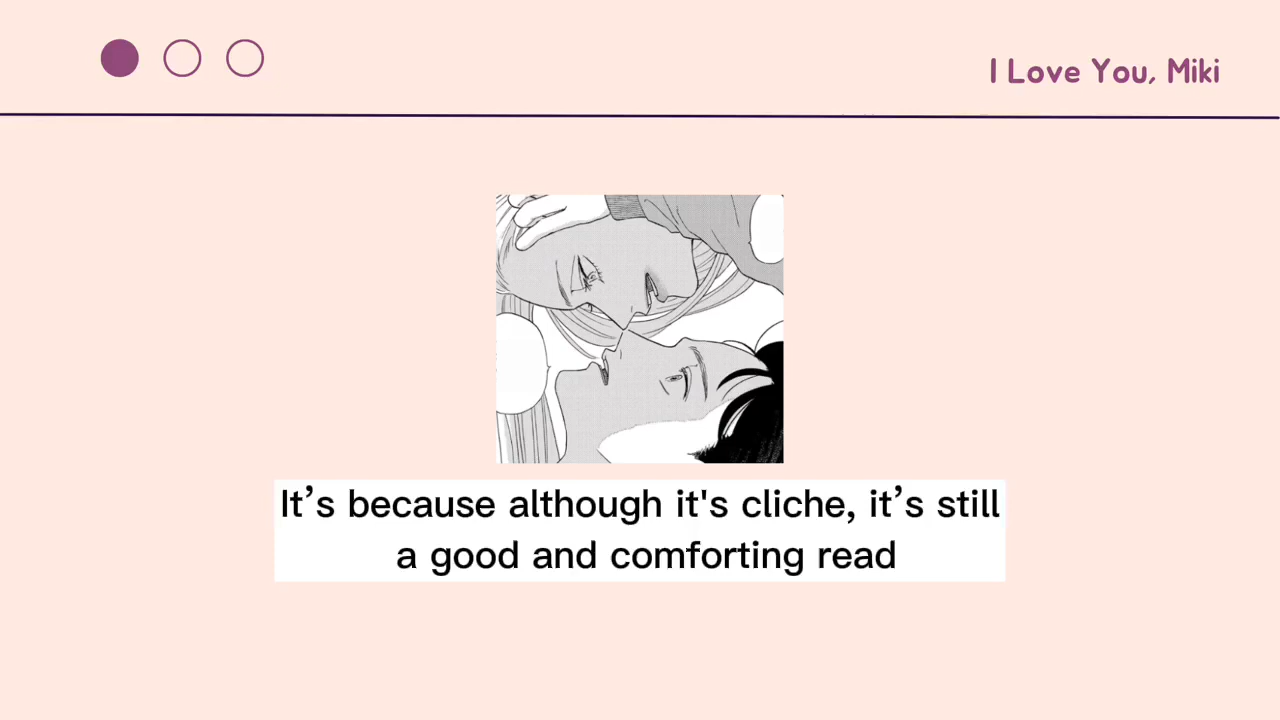 I Love You, Miki
It’s because although it's cliche, it’s still
a good and comforting read